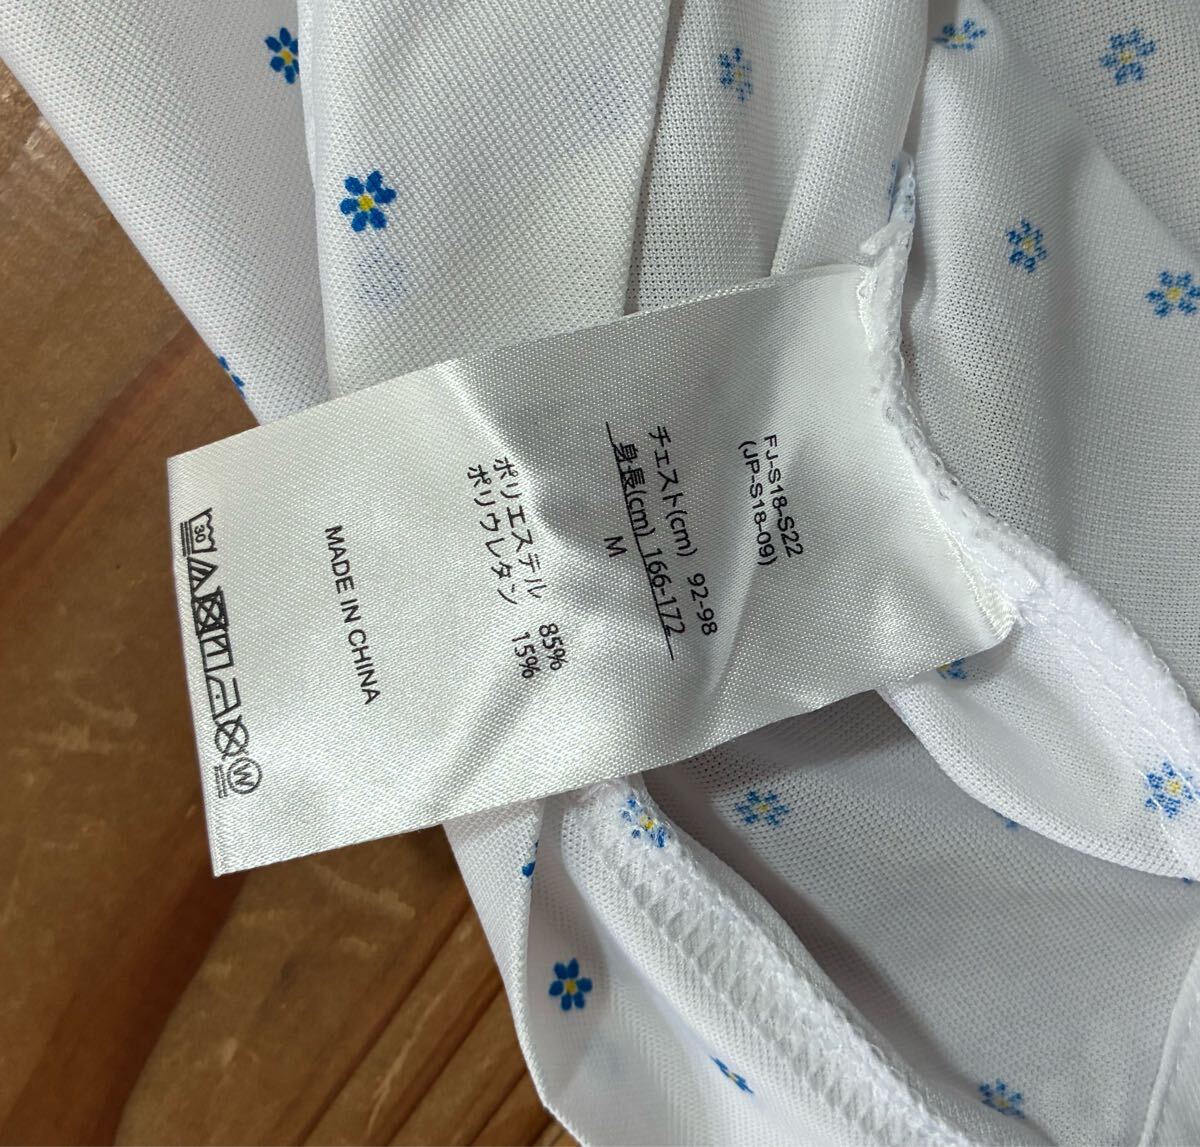 FJ-S18-S22
(JP-S18-09)
チェスト(cm) 92-98
身長(cm) 166-172
M
ポリエステル 85%
ポリウレタン 15%
MADE IN CHINA
30
W